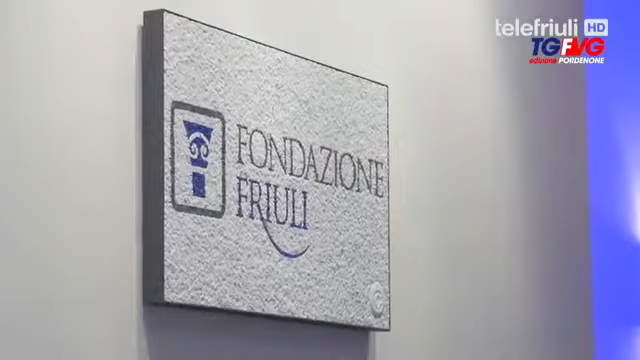 telefriuli HD
TGFVG
edizione PORDENONE
FONDAZIONE
FRIULI